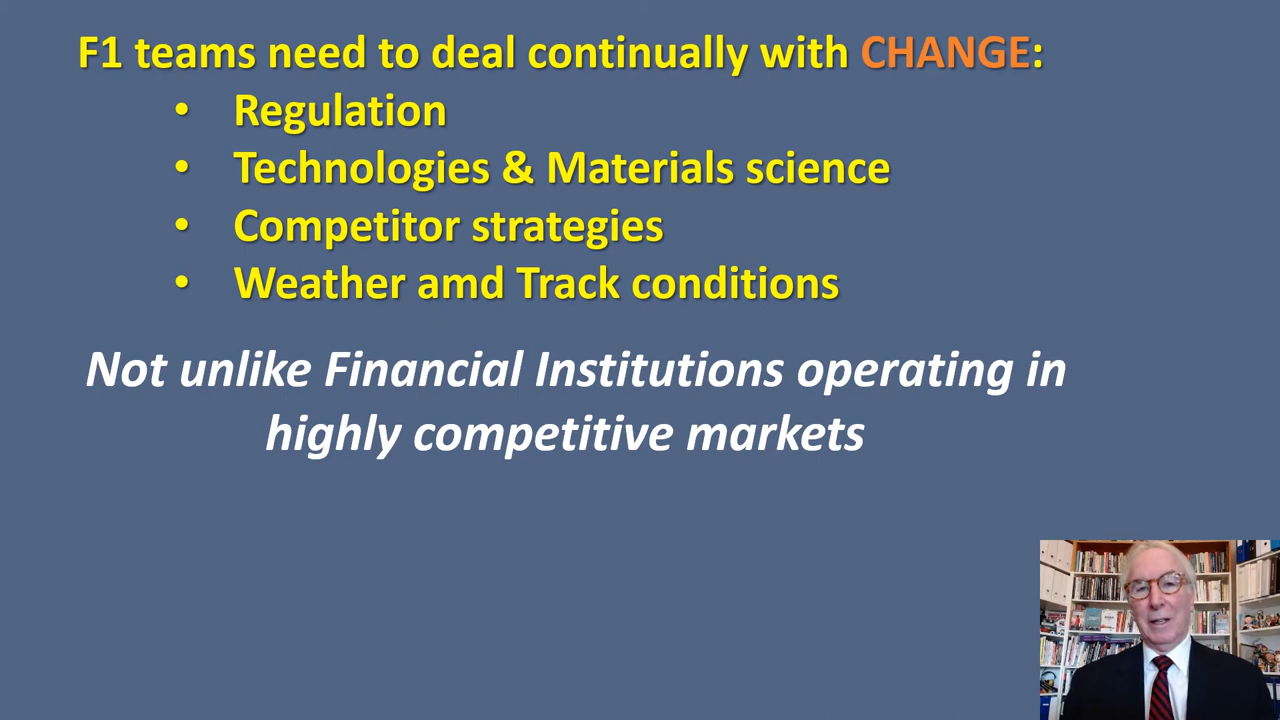 F1 teams need to deal continually with CHANGE:
• Regulation
• Technologies & Materials science
• Competitor strategies
• Weather amd Track conditions
Not unlike Financial Institutions operating in
highly competitive markets